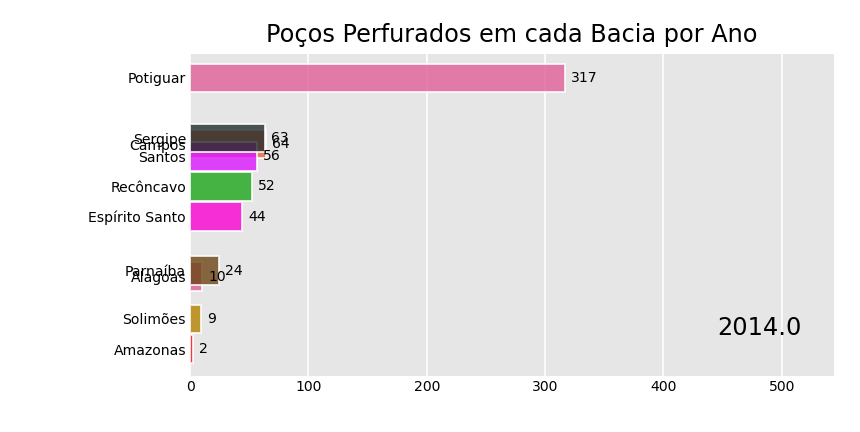 Poços Perfurados em cada Bacia por Ano
Potiguar 317
Sergipe 63
Campos 64
Santos 56
Recôncavo 52
Espírito Santo 44
Parnaíba 24
Alagoas 10
Solimões 9
2014.0
Amazonas 2
0 100 200 300 400 500